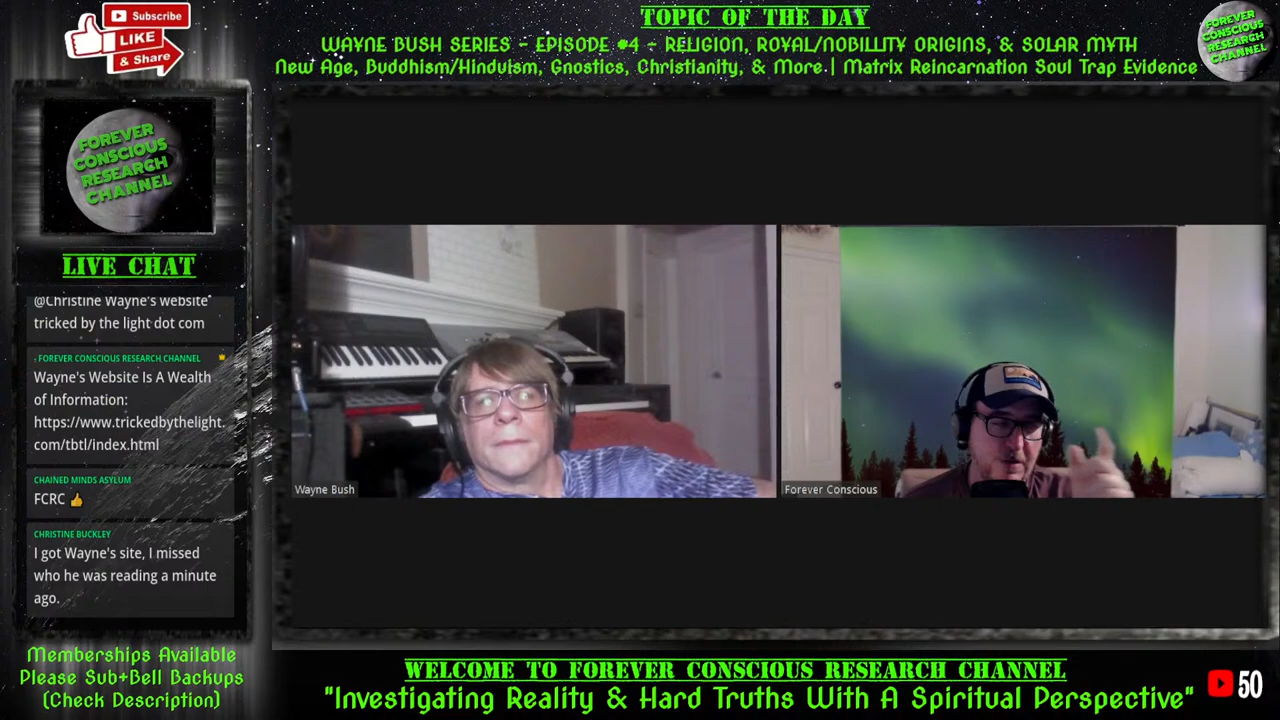 Subscribe
LIKE
& Share
TOPIC OF THE DAY
WAYNE BUSH SERIES - EPISODE #4 - RELIGION, ROYAL/NOBILLITY ORIGINS, & SOLAR MYTH
New Age, Buddhism/Hinduism, Gnostics, Christianity, & More | Matrix Reincarnation Soul Trap Evidence
FOREVER
CONSCIOUS
RESEARCH
CHANNEL
FOREVER
CONSCIOUS
RESEARCH
CHANNEL
LIVE CHAT
@Christine Wayne's website
tricked by the light dot com
FOREVER CONSCIOUS RESEARCH CHANNEL
Wayne's Website Is A Wealth
of Information:
https://www.trickedbythelight.
com/tbtl/index.html
CHAINED MINDS ASYLUM
FCRC 👍
CHRISTINE BUCKLEY
I got Wayne's site, I missed
who he was reading a minute
ago.
Wayne Bush
Forever Conscious
Memberships Available
Please Sub+Bell Backups
(Check Description)
WELCOME TO FOREVER CONSCIOUS RESEARCH CHANNEL
"Investigating Reality & Hard Truths With A Spiritual Perspective"
50